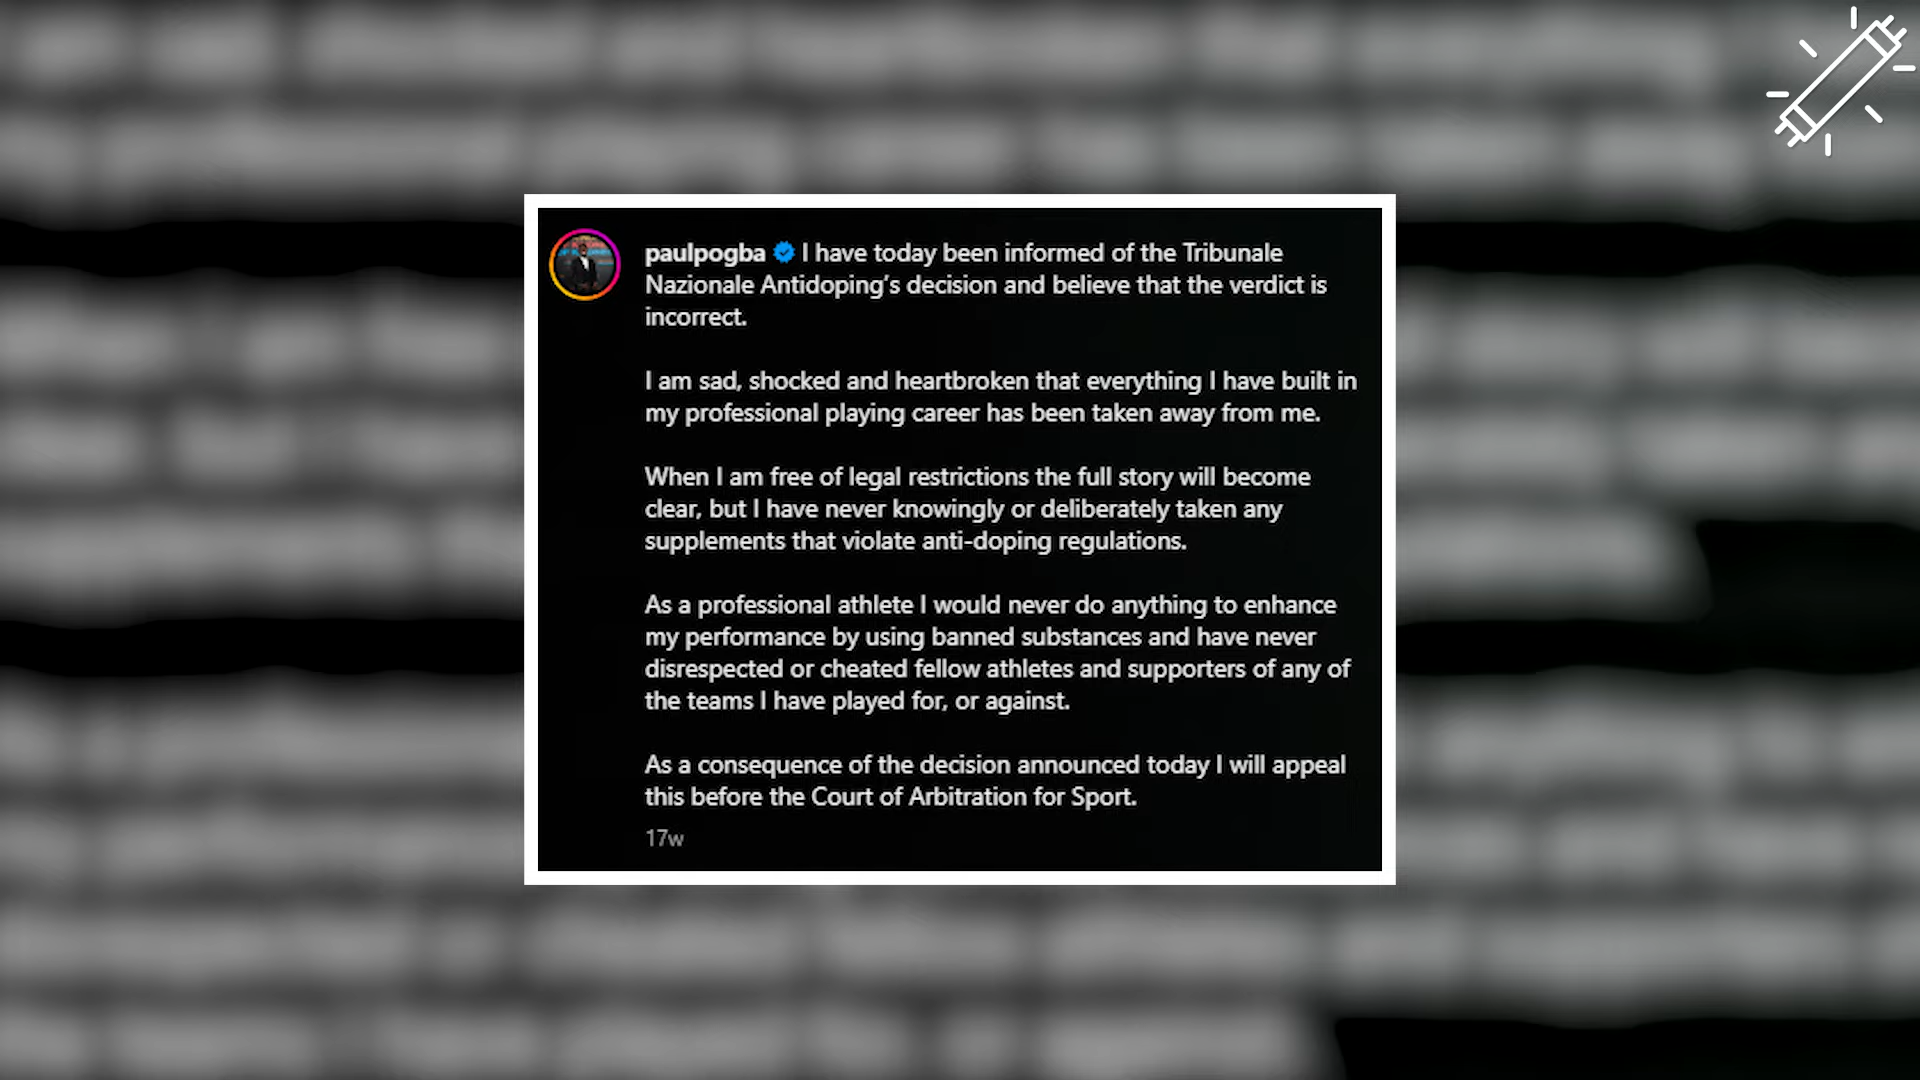 paulpogba I have today been informed of the Tribunale
Nazionale Antidoping's decision and believe that the verdict is
incorrect.
I am sad, shocked and heartbroken that everything I have built in
my professional playing career has been taken away from me.
When I am free of legal restrictions the full story will become
clear, but I have never knowingly or deliberately taken any
supplements that violate anti-doping regulations.
As a professional athlete I would never do anything to enhance
my performance by using banned substances and have never
disrespected or cheated fellow athletes and supporters of any of
the teams I have played for, or against.
As a consequence of the decision announced today I will appeal
this before the Court of Arbitration for Sport.
17w